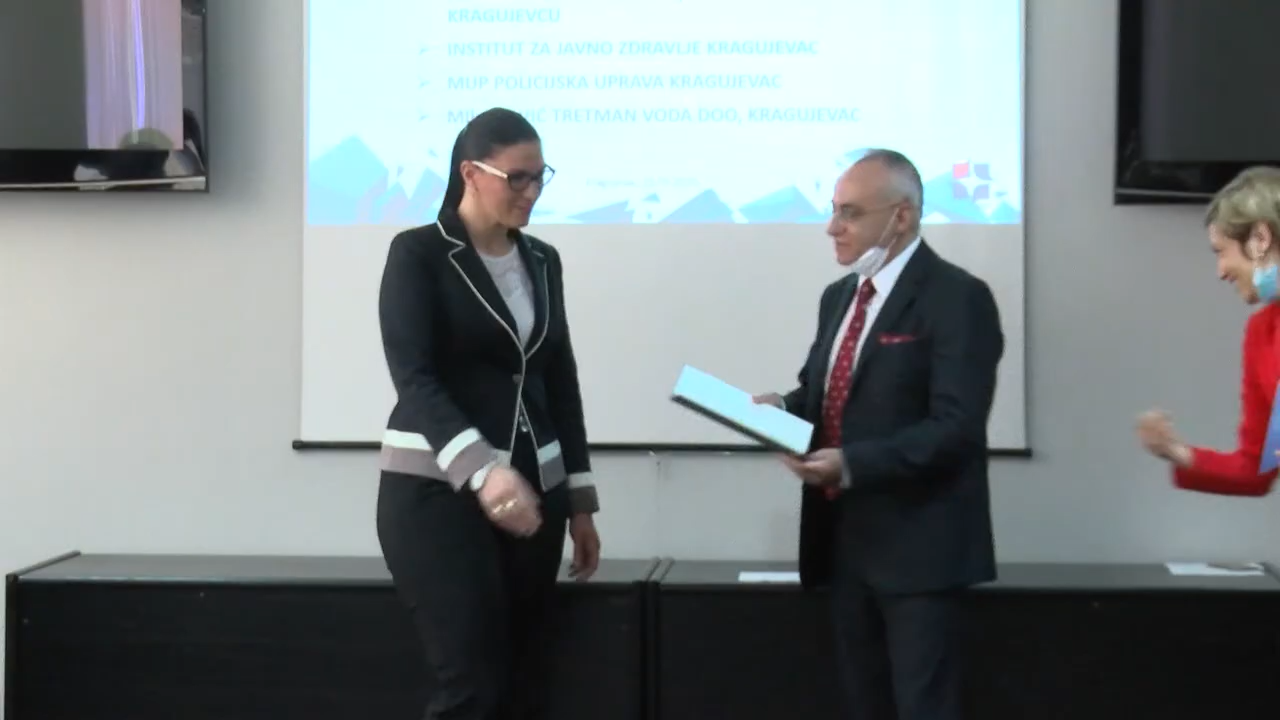 KRAGUJEVCU
INSTITUT ZA JAVNO ZDRAVLJE KRAGUJEVAC
MUP POLICIJSKA UPRAVA KRAGUJEVAC
TRETMAN VODA DOO, KRAGUJEVAC